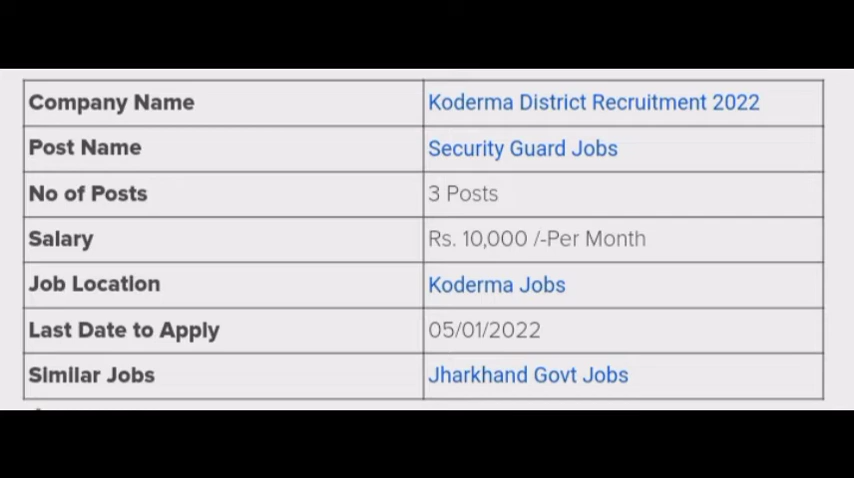 Company Name Koderma District Recruitment 2022
Post Name Security Guard Jobs
No of Posts 3 Posts
Salary Rs. 10,000 /-Per Month
Job Location Koderma Jobs
Last Date to Apply 05/01/2022
Similar Jobs Jharkhand Govt Jobs